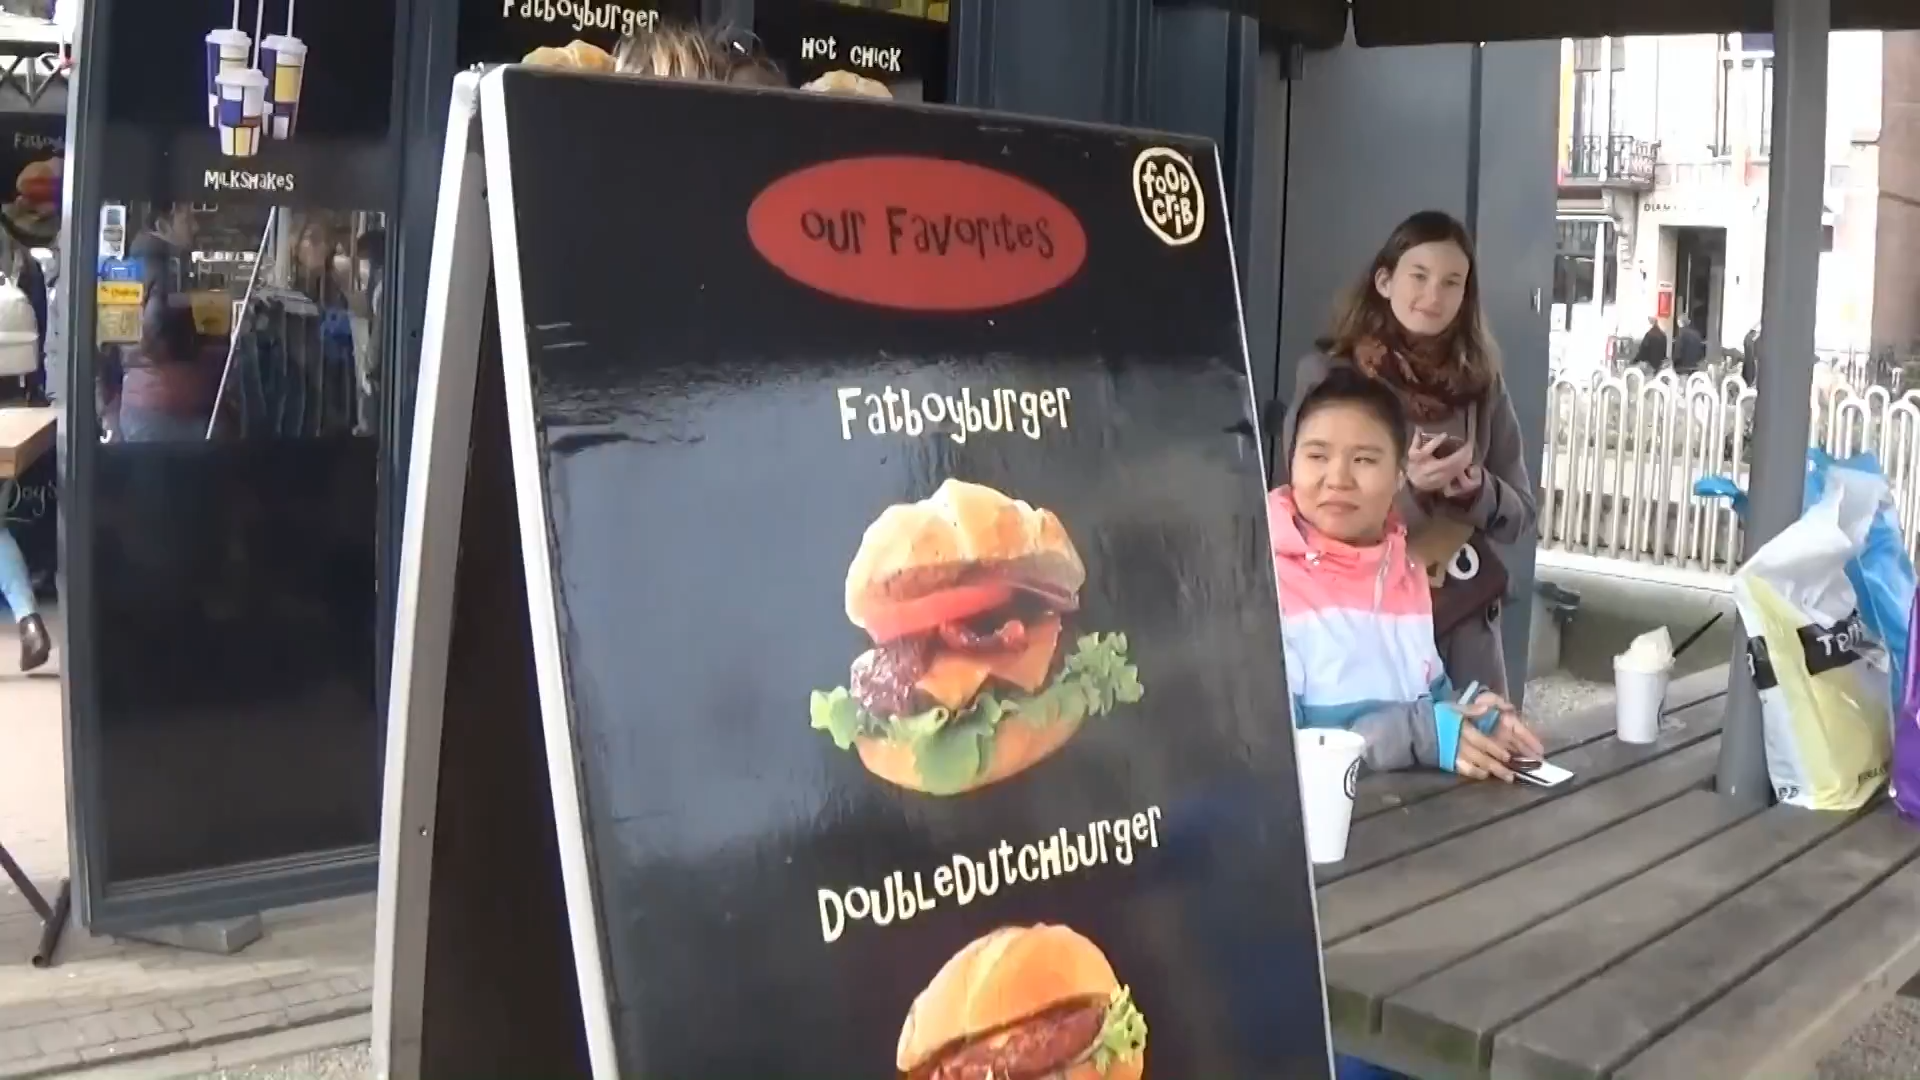 Fatboyburger
HOT CHICK
MILKSHAKES
our Favorites
fOOD
CriB
Fatboyburger
DoubleDutchburger